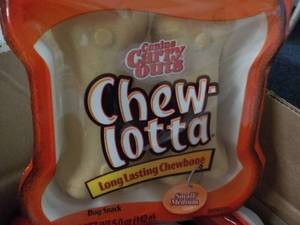 Canine
Carry
Outs
Chew-
lotta
Long Lasting Chewbone
Small/
Medium
Dog Snack